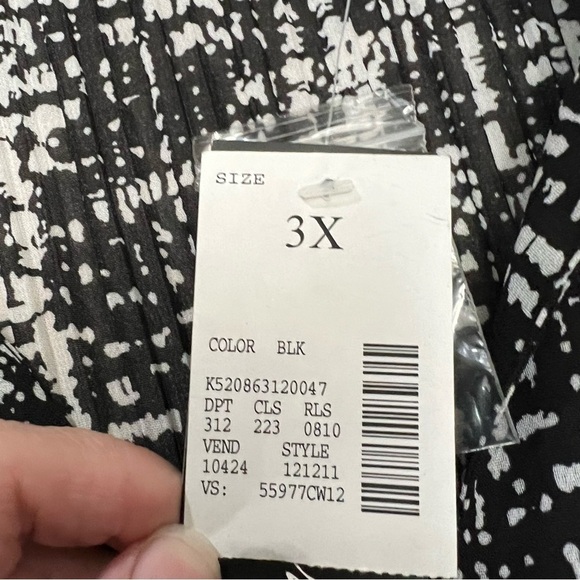 SIZE
3X
COLOR BLK
K520863120047
DPT CLS RLS
312 223 0810
VEND STYLE
10424 121211
VS: 55977CW12